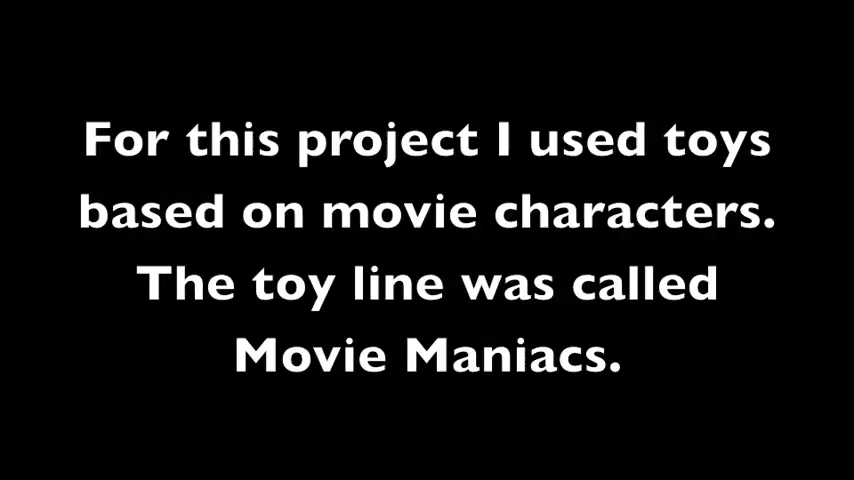 For this project I used toys
based on movie characters.
The toy line was called
Movie Maniacs.